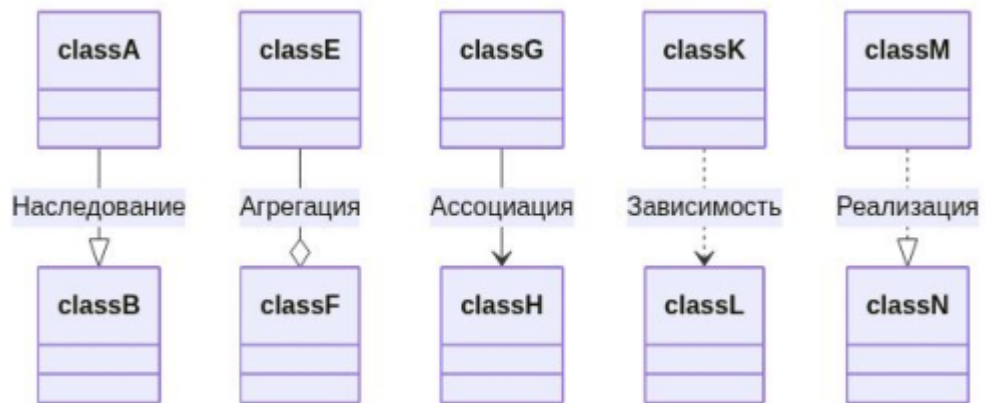 classA classE classG classK classM
Наследование Агрегация Ассоциация Зависимость Реализация
classB classF classH classL classN